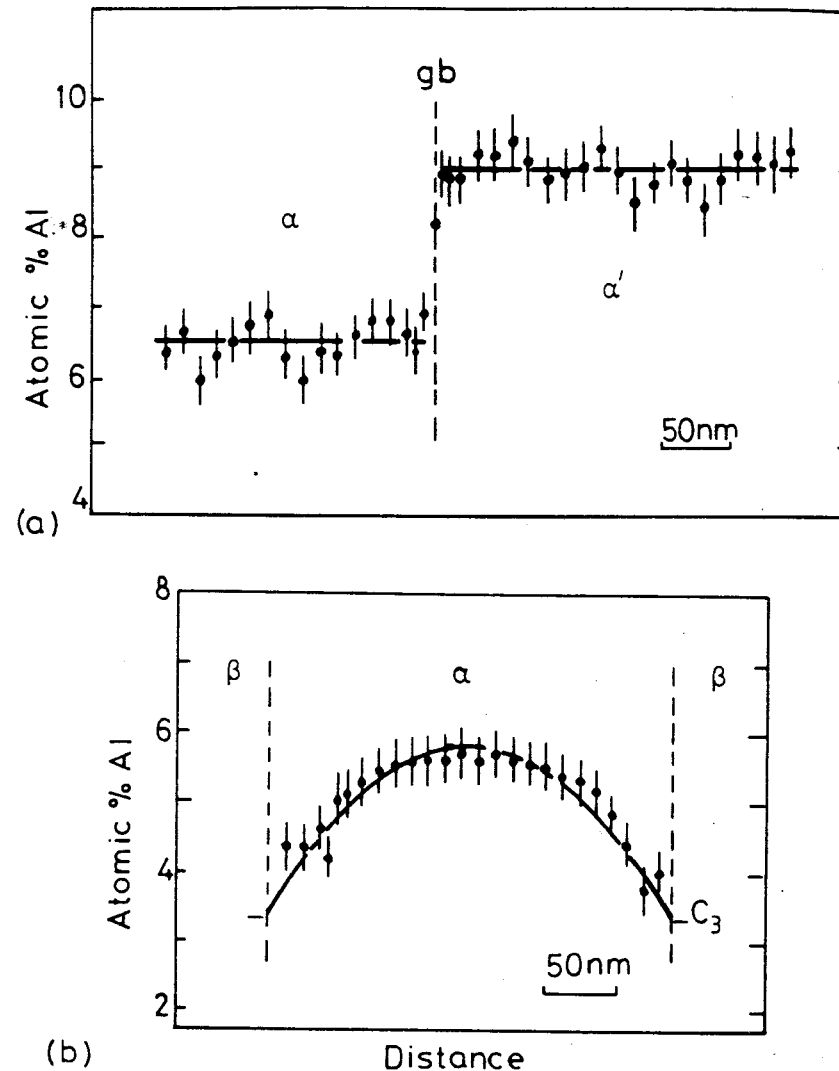 gb
10
α
8
α′
Atomic % Al
6
50nm
4
(a)
8
β α β
6
Atomic % Al
4
C₃
50nm
2
(b) Distance